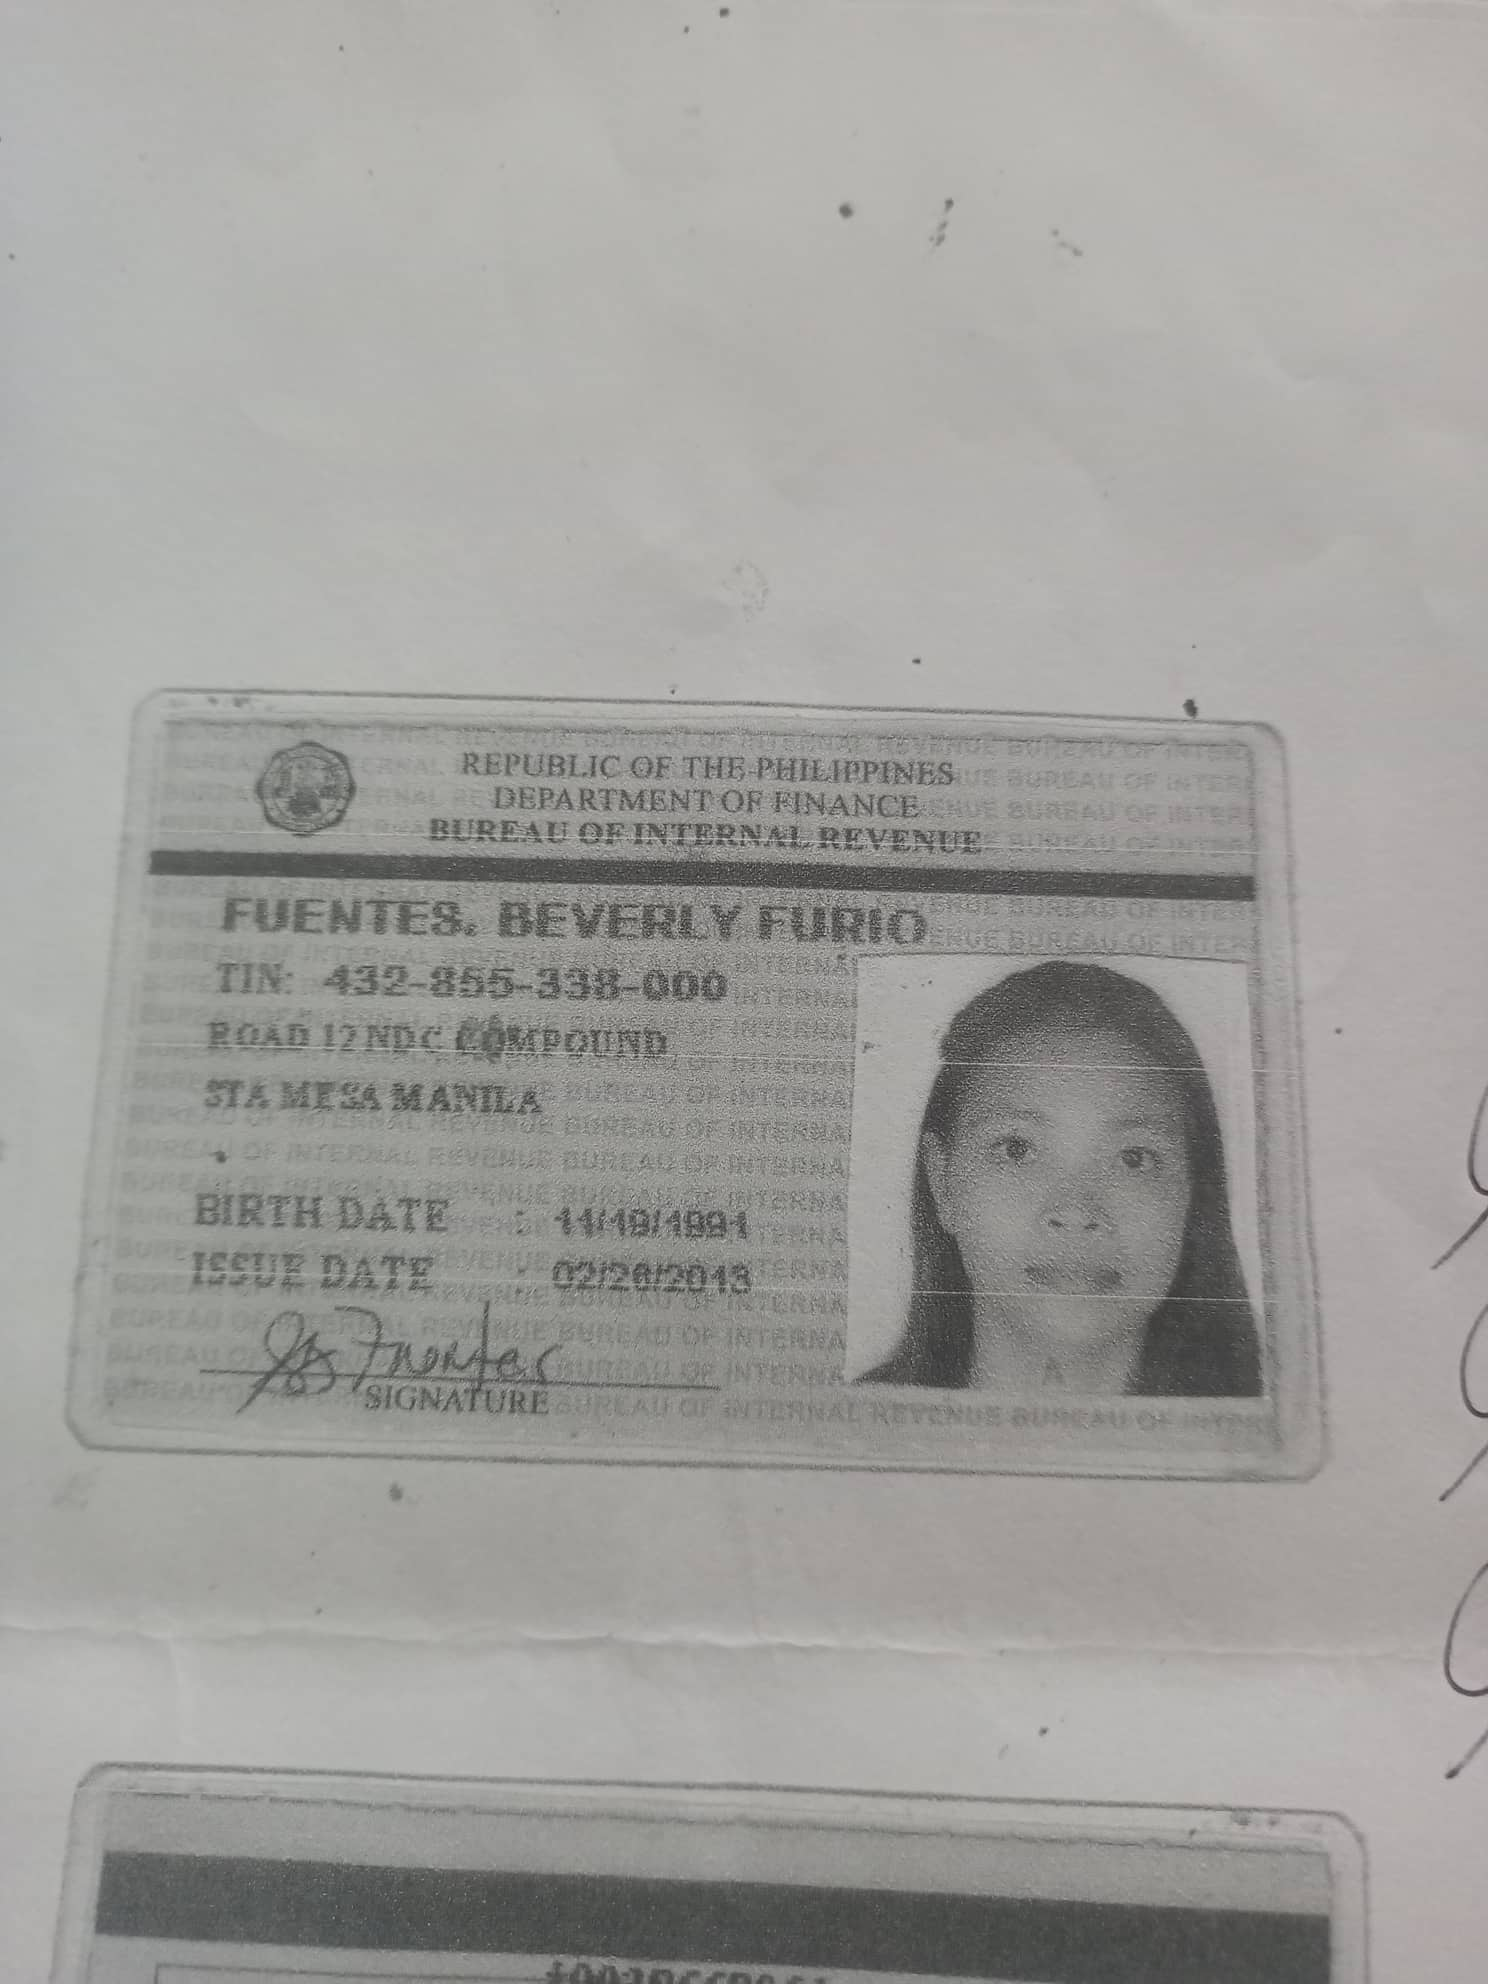 REPUBLIC OF THE PHILIPPINES
DEPARTMENT OF FINANCE
BUREAU OF INTERNAL REVENUE
FUENTES, BEVERLY FURIO
TIN: 432-855-338-000
ROAD 12 NDC COMPOUND
STA MESA MANILA
BIRTH DATE : 11/19/1991
ISSUE DATE : 02/26/2013
SIGNATURE